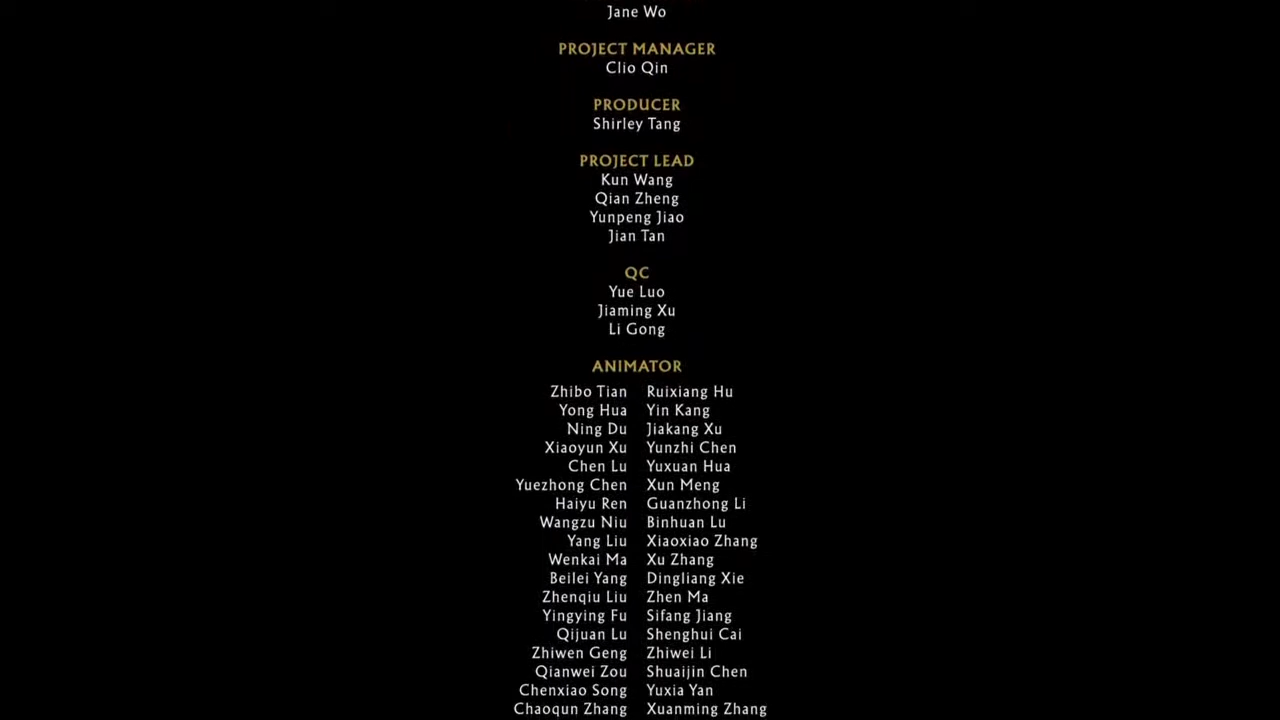 Jane Wo
PROJECT MANAGER
Clio Qin
PRODUCER
Shirley Tang
PROJECT LEAD
Kun Wang
Qian Zheng
Yunpeng Jiao
Jian Tan
QC
Yue Luo
Jiaming Xu
Li Gong
ANIMATOR
Zhibo Tian Ruixiang Hu
Yong Hua Yin Kang
Ning Du Jiakang Xu
Xiaoyun Xu Yunzhi Chen
Chen Lu Yuxuan Hua
Yuezhong Chen Xun Meng
Haiyu Ren Guanzhong Li
Wangzu Niu Binhuan Lu
Yang Liu Xiaoxiao Zhang
Wenkai Ma Xu Zhang
Beilei Yang Dingliang Xie
Zhenqiu Liu Zhen Ma
Yingying Fu Sifang Jiang
Qijuan Lu Shenghui Cai
Zhiwen Geng Zhiwei Li
Qianwei Zou Shuaijin Chen
Chenxiao Song Yuxia Yan
Chaoqun Zhang Xuanming Zhang